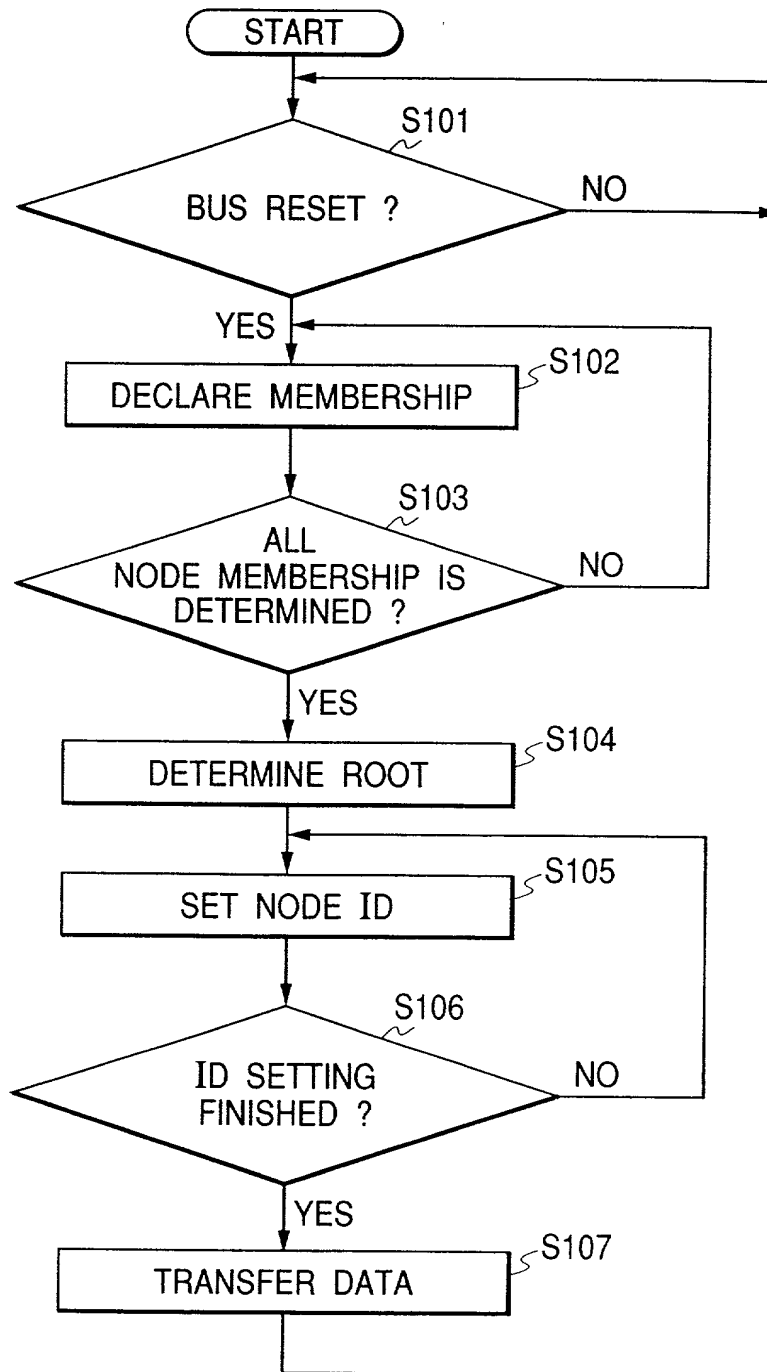 START
S101
BUS RESET ?
NO
YES
S102
DECLARE MEMBERSHIP
S103
ALL
NODE MEMBERSHIP IS
DETERMINED ?
NO
YES
S104
DETERMINE ROOT
S105
SET NODE ID
S106
ID SETTING
FINISHED ?
NO
YES
S107
TRANSFER DATA